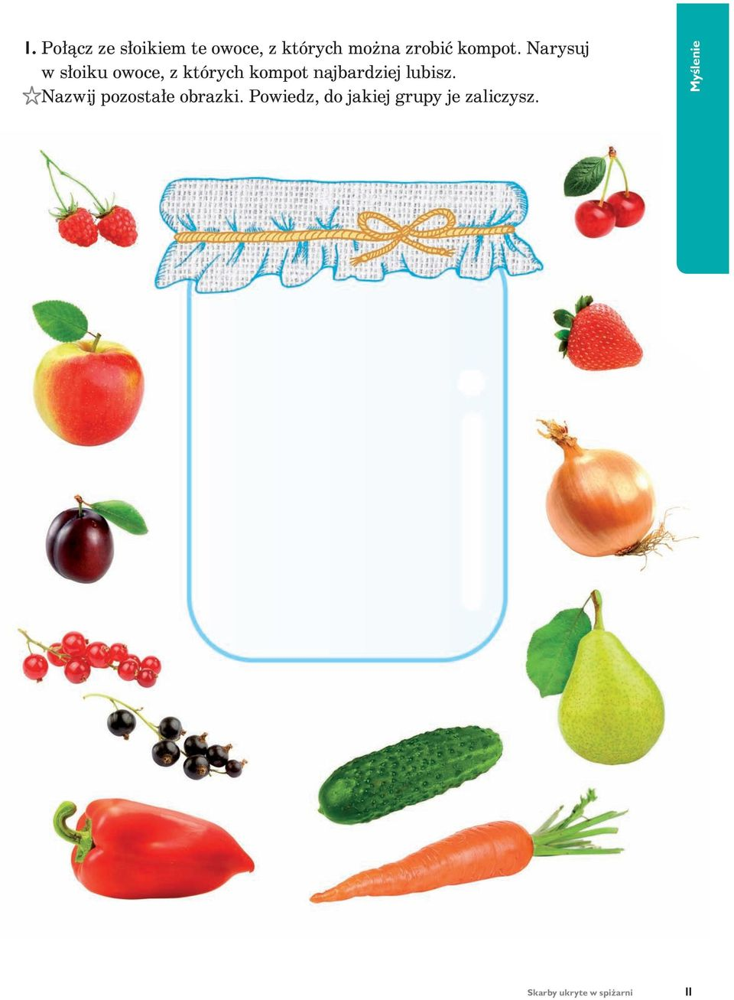 1. Połącz ze słoikiem te owoce, z których można zrobić kompot. Narysuj
w słoiku owoce, z których kompot najbardziej lubisz.
☆Nazwij pozostałe obrazki. Powiedz, do jakiej grupy je zaliczysz.
Myślenie
Skarby ukryte w spiżarni 11